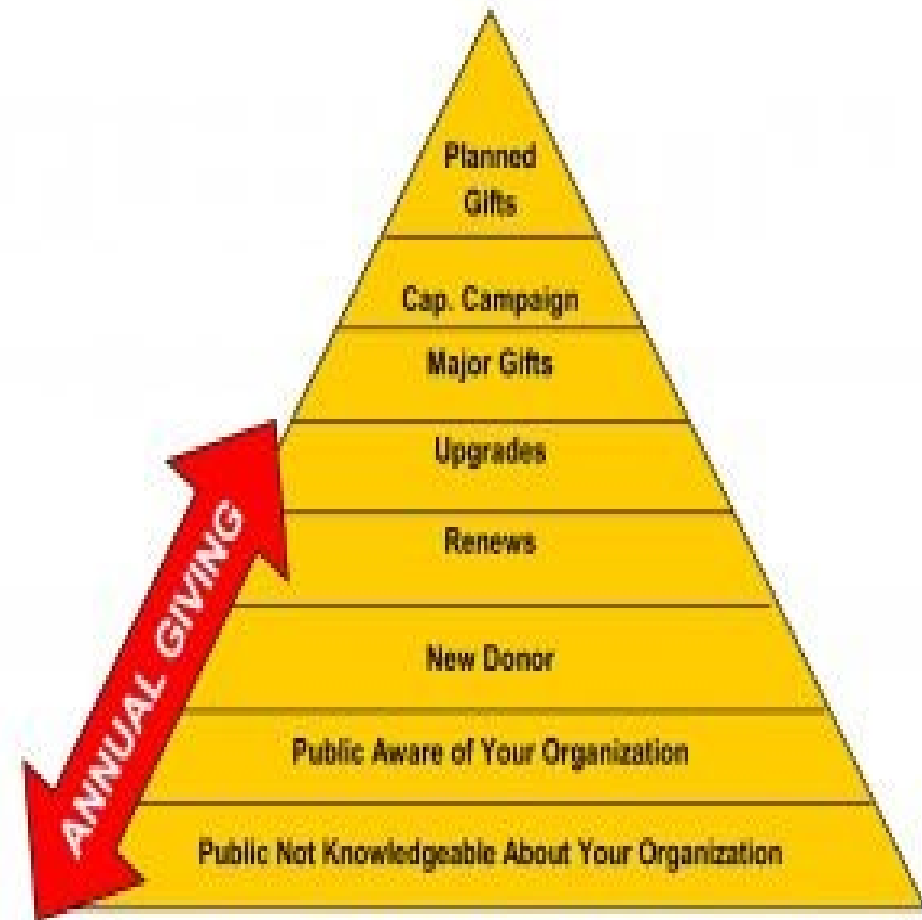 Planned
Gifts
Cap. Campaign
Major Gifts
Upgrades
Renews
New Donor
Public Aware of Your Organization
Public Not Knowledgeable About Your Organization
ANNUAL GIVING